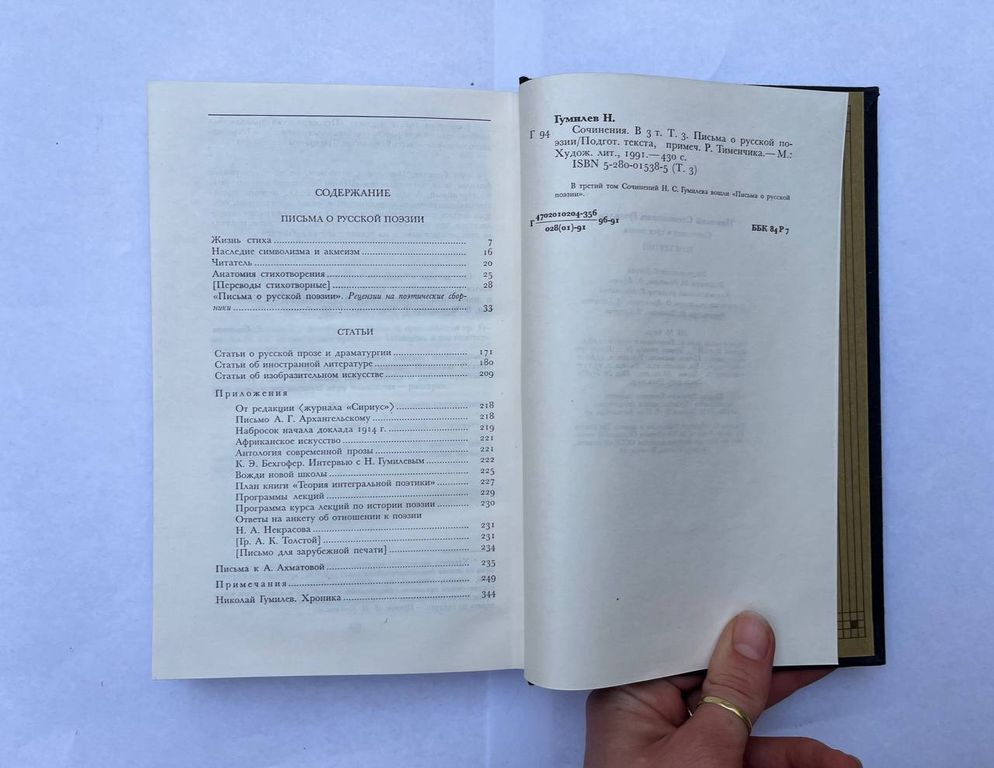 СОДЕРЖАНИЕ
ПИСЬМА О РУССКОЙ ПОЭЗИИ
Жизнь стиха 7
Наследие символизма и акмеизм 16
Читатель 20
Анатомия стихотворения 25
[Переводы стихотворные] 28
«Письма о русской поэзии». Рецензии на поэтические сбор-
ники 33
СТАТЬИ
Статьи о русской прозе и драматургии 171
Статьи об иностранной литературе 180
Статьи об изобразительном искусстве 209
Приложения
От редакции ⟨журнала «Сириус»⟩ 218
Письмо А. Г. Архангельскому 218
Набросок начала доклада 1914 г. 219
Африканское искусство 221
Антология современной прозы 221
К. Э. Бехгофер. Интервью с Н. Гумилевым 222
Вожди новой школы 225
План книги «Теория интегральной поэтики» 227
Программы лекций 229
Программа курса лекций по истории поэзии 230
Ответы на анкету об отношении к поэзии
Н. А. Некрасова 231
[Гр. А. К. Толстой] 231
[Письмо для зарубежной печати] 234
Письма к А. Ахматовой 235
Примечания 249
Николай Гумилев. Хроника 344
Гумилев Н.
Г 94 Сочинения. В 3 т. Т. 3. Письма о русской по-
эзии/Подгот. текста, примеч. Р. Тименчика.— М.:
Худож. лит., 1991.— 430 с.
ISBN 5-280-01538-5 (Т. 3)
В третий том Сочинений Н. С. Гумилева вошли «Письма о русской
поэзии».
Г 4702010204-356 96-91
028(01)-91
ББК 84Р7